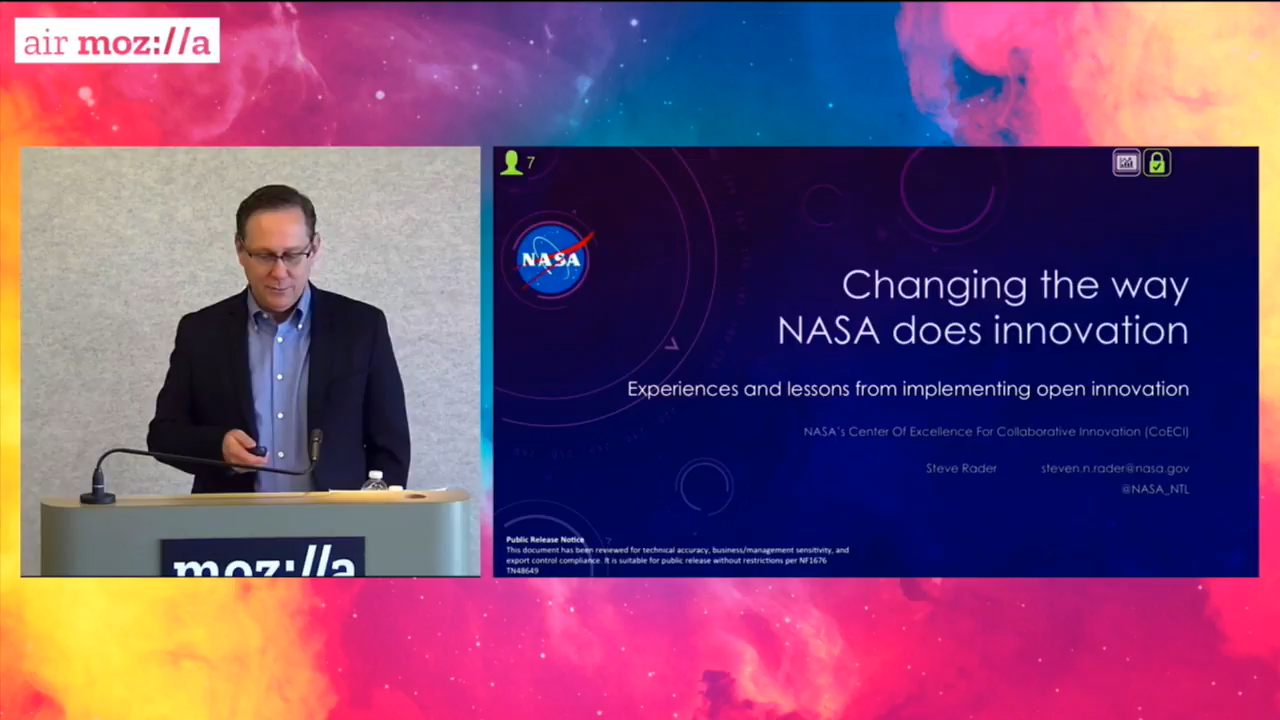 air moz://a
7
NASA
Changing the way
NASA does innovation
Experiences and lessons from implementing open innovation
NASA's Center Of Excellence For Collaborative Innovation (CoECI)
Steve Rader steven.n.rader@nasa.gov
@NASA_NTL
Public Release Notice
This document has been reviewed for technical accuracy, business/management sensitivity, and
export control compliance. It is suitable for public release without restrictions per NF1676
TN48649
moz://a